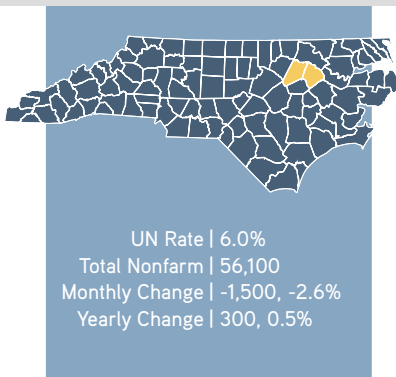 UN Rate | 6.0%
Total Nonfarm | 56,100
Monthly Change | -1,500, -2.6%
Yearly Change | 300, 0.5%